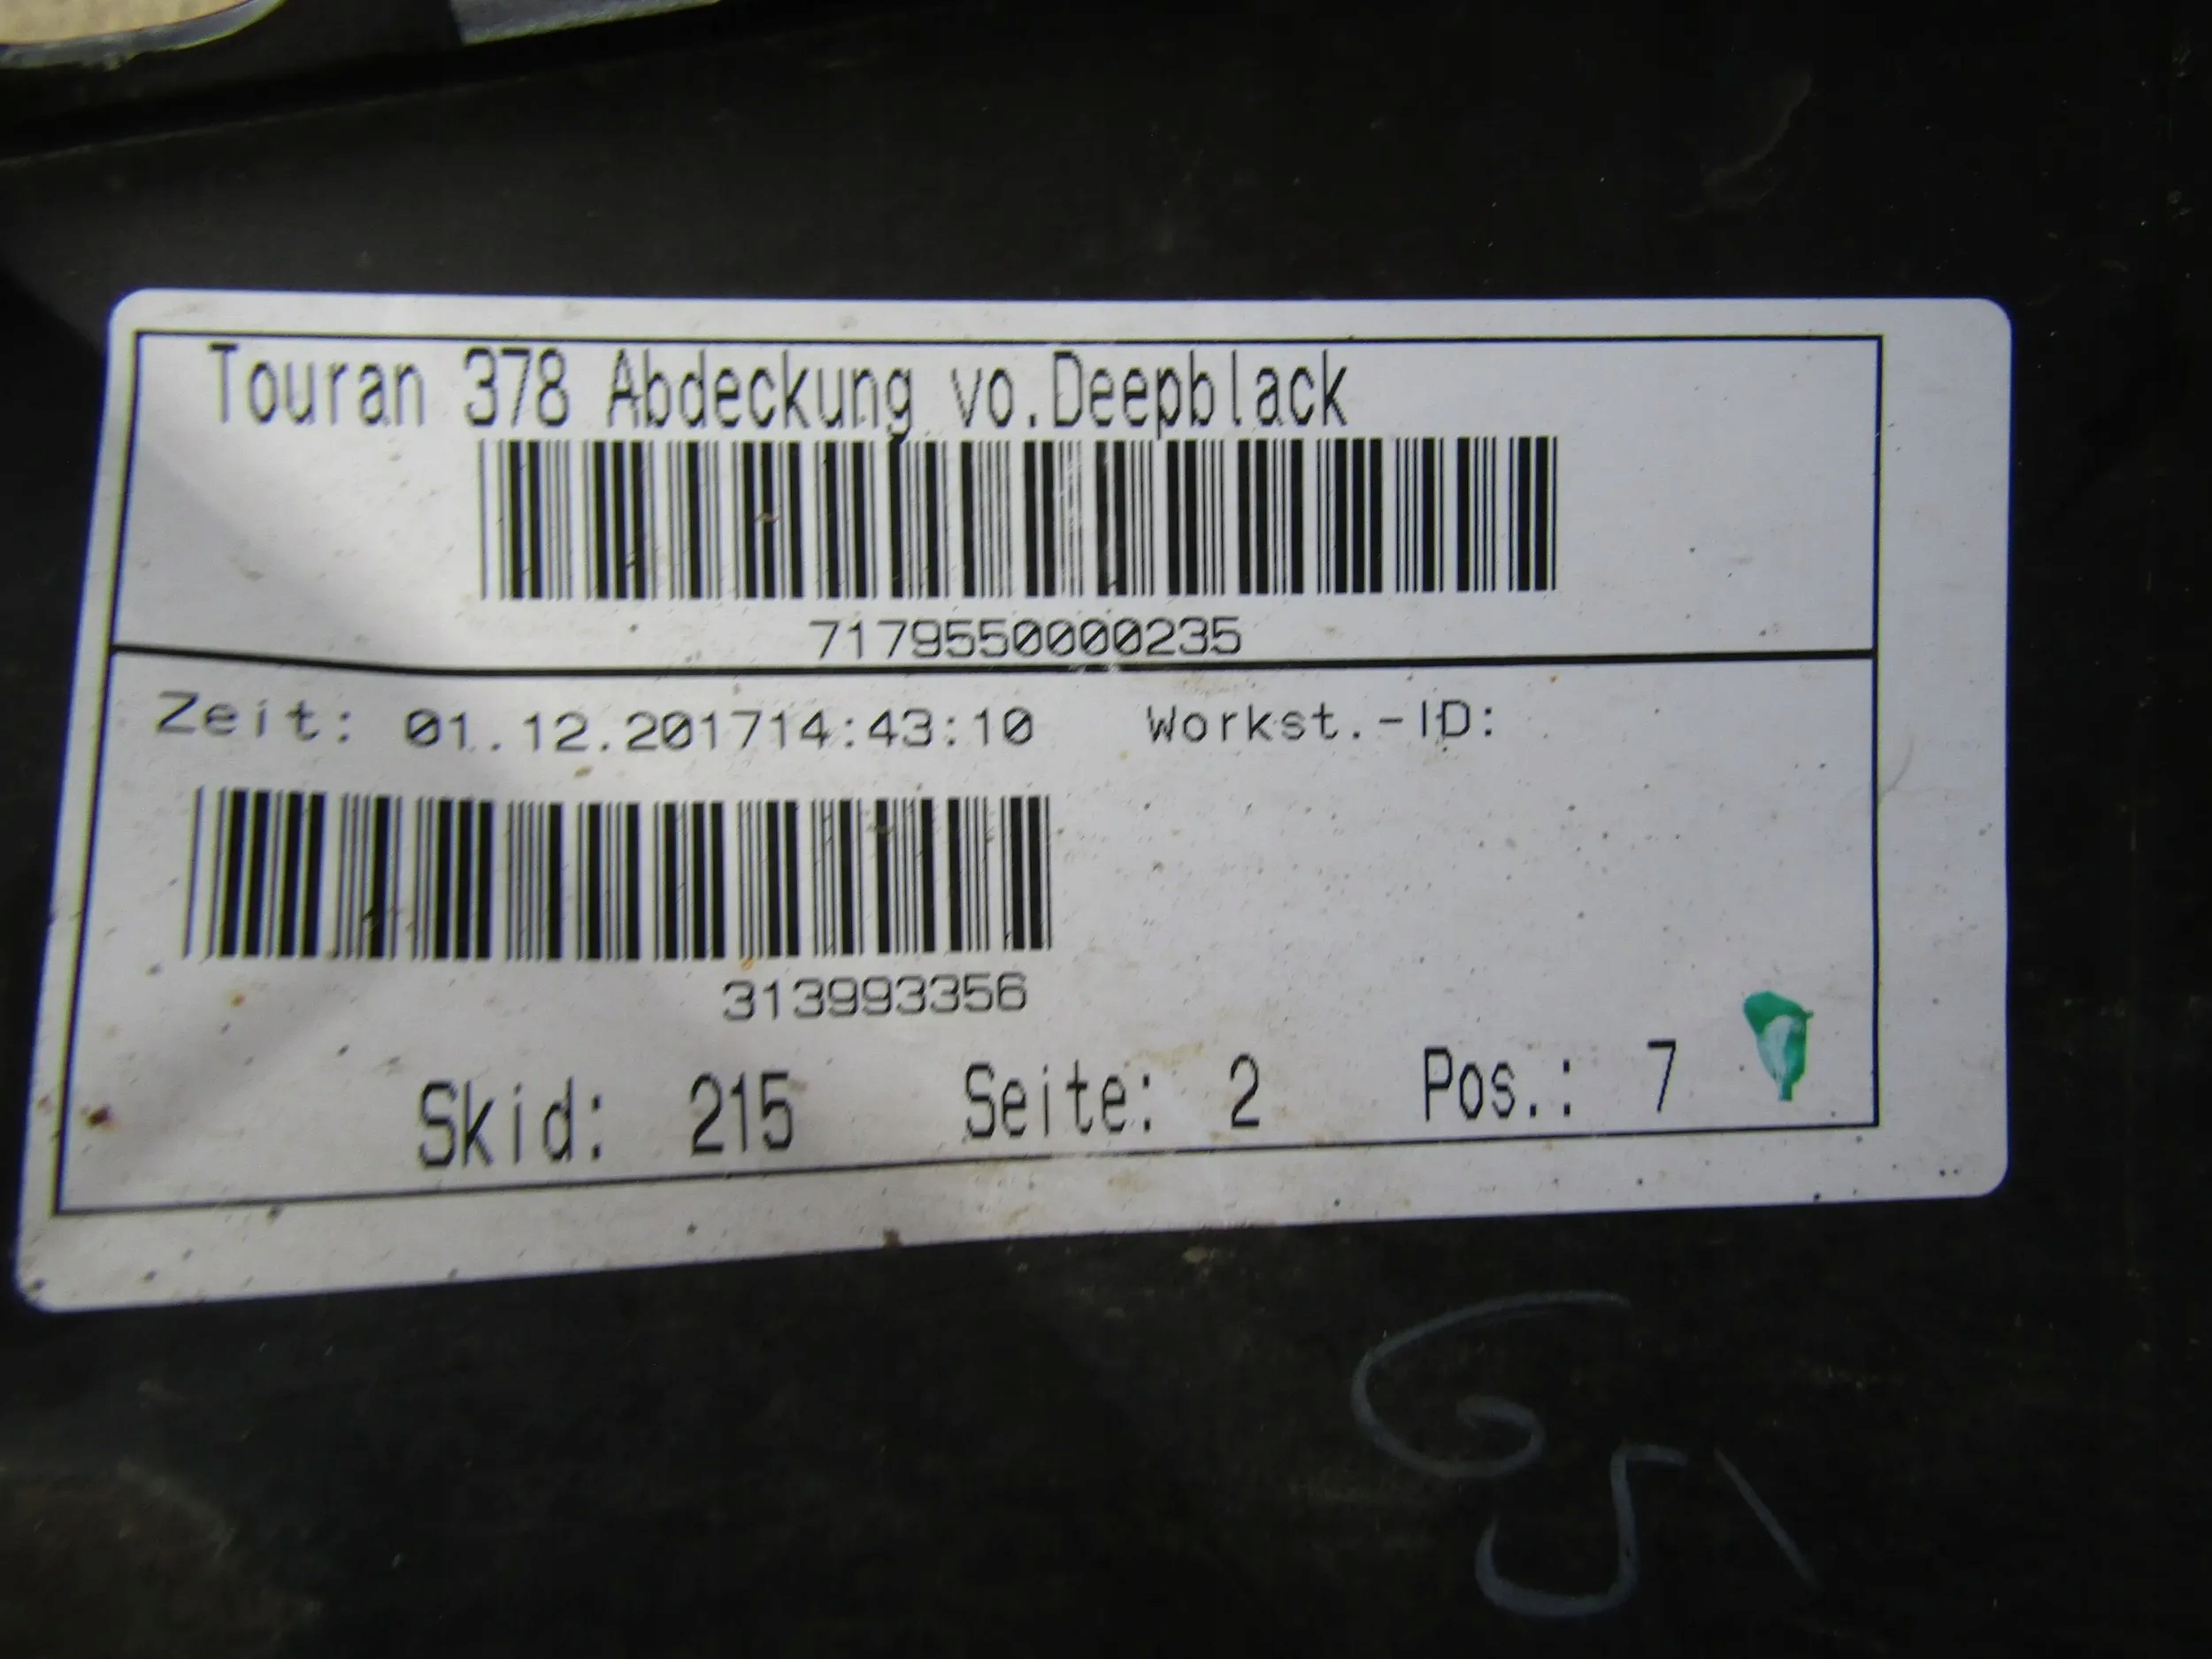 Touran 378 Abdeckung vo.Deepblack
7179550000235
Zeit: 01.12.201714:43:10 Workst.-ID:
313993356
Skid: 215 Seite: 2 Pos.: 7